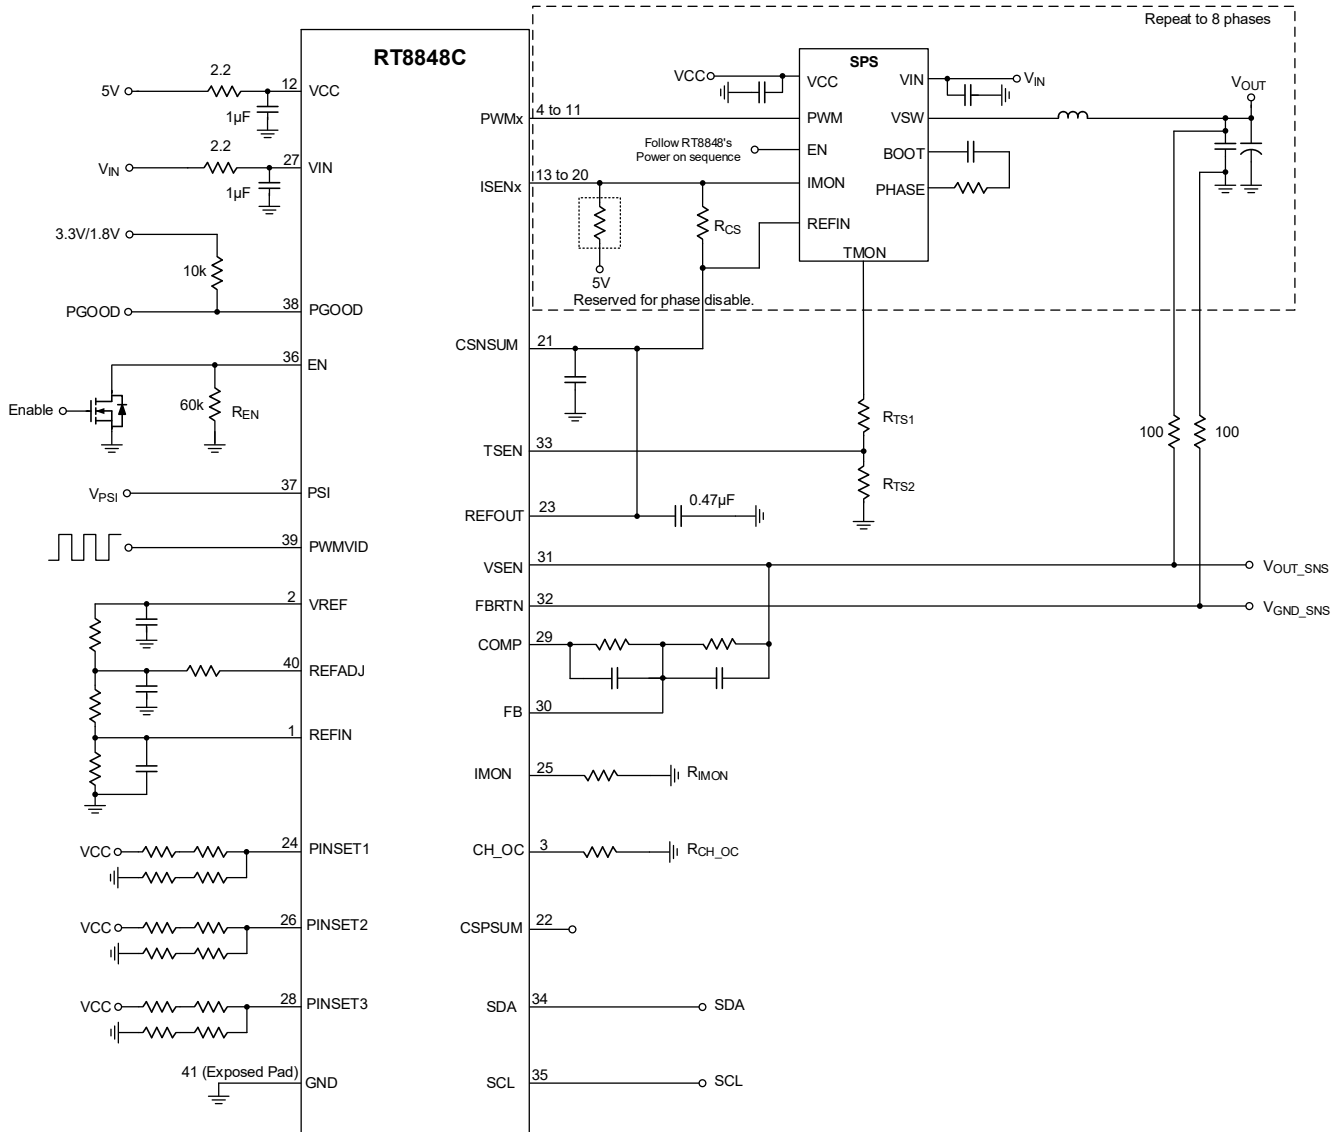 Repeat to 8 phases
RT8848C
5V
2.2
1µF
12
VCC
VIN
2.2
1µF
27
VIN
3.3V/1.8V
10k
PGOOD
38
PGOOD
Enable
60k
REN
36
EN
VPSI
37
PSI
39
PWMVID
2
VREF
40
REFADJ
1
REFIN
VCC
24
PINSET1
VCC
26
PINSET2
VCC
28
PINSET3
41 (Exposed Pad)
GND
PWMx
4 to 11
ISENx
13 to 20
5V
Reserved for phase disable.
RCS
VCC
Follow RT8848's
Power on sequence
SPS
VCC
PWM
EN
IMON
REFIN
TMON
VIN
VSW
BOOT
PHASE
VIN
VOUT
CSNSUM
21
TSEN
33
RTS1
RTS2
100
100
REFOUT
23
0.47µF
VSEN
31
VOUT_SNS
FBRTN
32
VGND_SNS
COMP
29
FB
30
IMON
25
RIMON
CH_OC
3
RCH_OC
CSPSUM
22
SDA
34
SDA
SCL
35
SCL